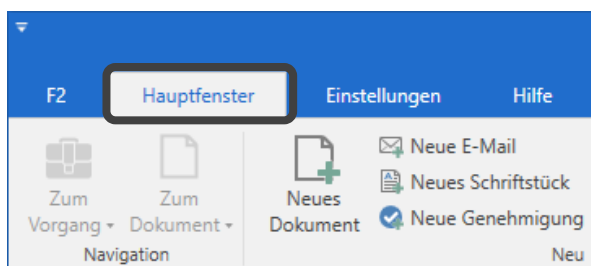 F2 Hauptfenster Einstellungen Hilfe
Zum Vorgang
Zum Dokument
Navigation
Neues Dokument
Neue E-Mail
Neues Schriftstück
Neue Genehmigung
Neu